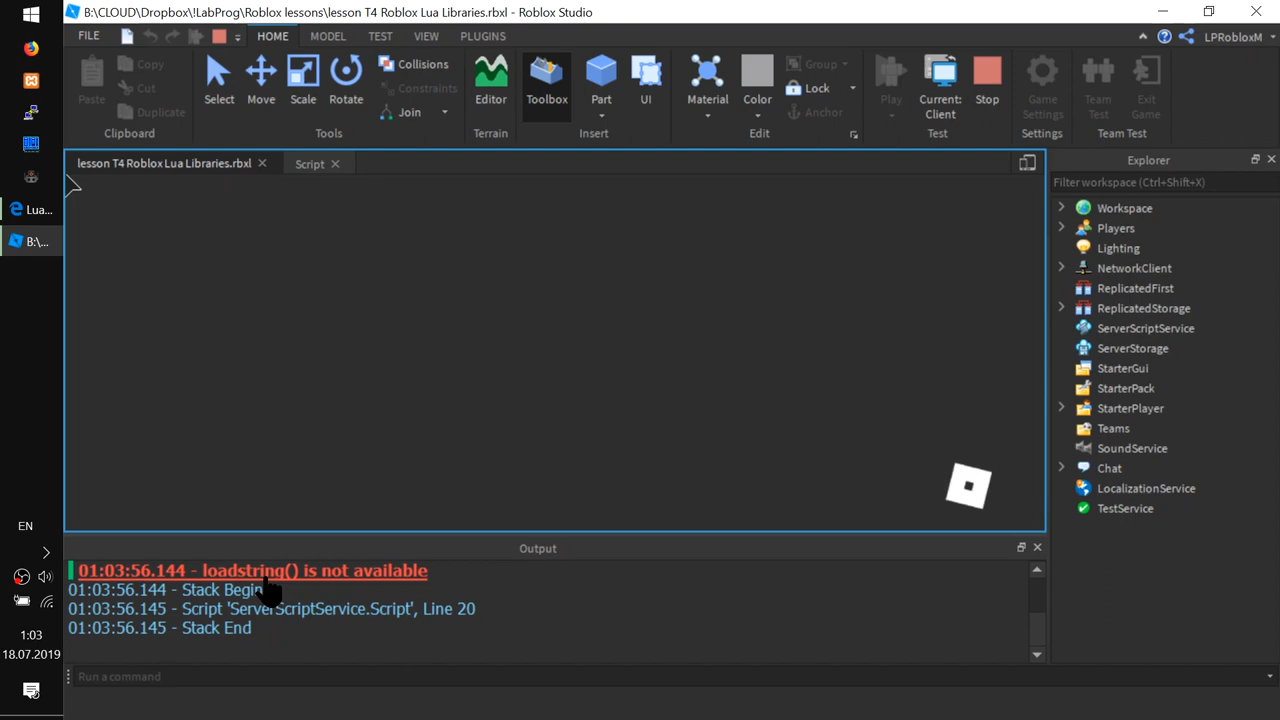 B:\CLOUD\Dropbox\!LabProg\Roblox lessons\lesson T4 Roblox Lua Libraries.rbxl - Roblox Studio
FILE HOME MODEL TEST VIEW PLUGINS LPRobloxM
Paste
Copy
Cut
Duplicate
Clipboard
Select
Move
Scale
Rotate
Collisions
Constraints
Join
Tools
Editor
Terrain
Toolbox
Part
UI
Insert
Material
Color
Group
Lock
Anchor
Edit
Play
Current:
Client
Stop
Test
Game
Settings
Settings
Team
Test
Exit
Game
Team Test
lesson T4 Roblox Lua Libraries.rbxl
Script
Explorer
Filter workspace (Ctrl+Shift+X)
Workspace
Players
Lighting
NetworkClient
ReplicatedFirst
ReplicatedStorage
ServerScriptService
ServerStorage
StarterGui
StarterPack
StarterPlayer
Teams
SoundService
Chat
LocalizationService
TestService
Output
01:03:56.144 - loadstring() is not available
01:03:56.144 - Stack Begin
01:03:56.145 - Script 'ServerScriptService.Script', Line 20
01:03:56.145 - Stack End
Run a command
Lua...
B:\...
EN
1:03
18.07.2019